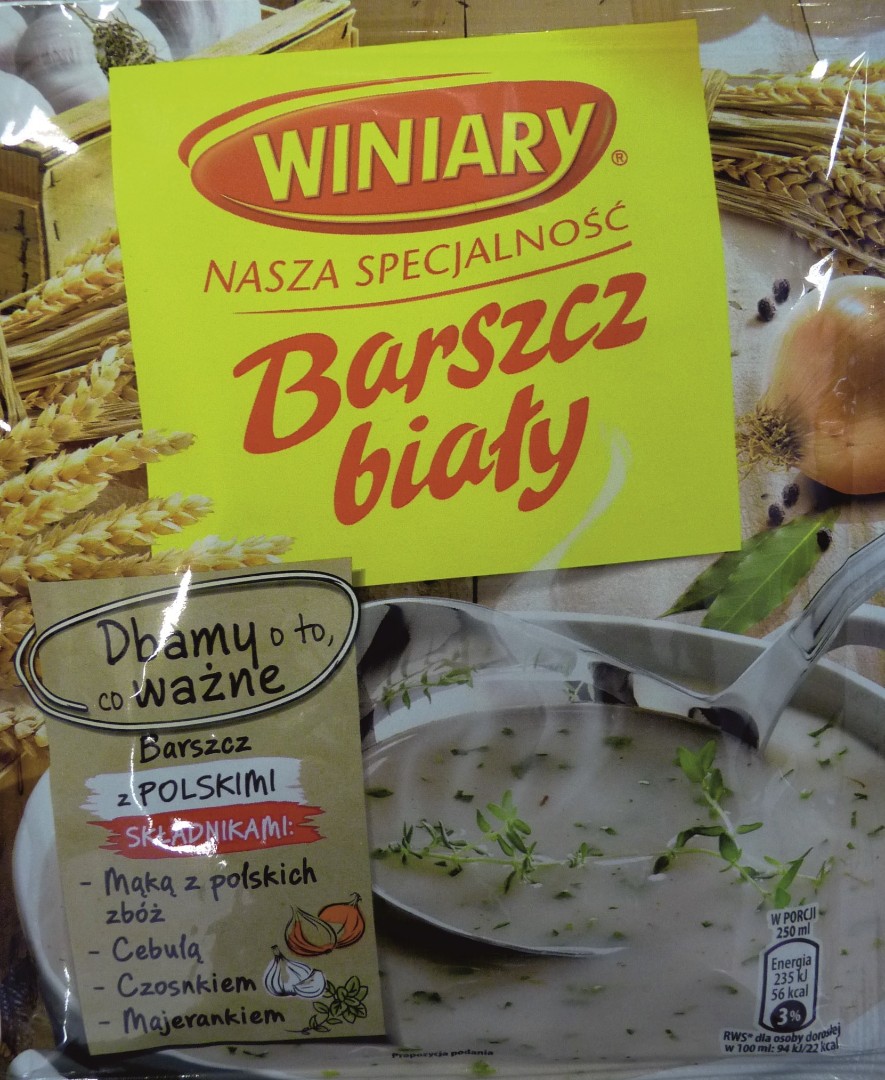 WINIARY®
NASZA SPECJALNOŚĆ
Barszcz
biały
Dbamy o to,
co ważne
Barszcz
z POLSKIMI
SKŁADNIKAMI:
- Mąką z polskich
zbóż
- Cebulą
- Czosnkiem
- Majerankiem
W PORCJI
250 ml
Energia
235 kJ
56 kcal
3%
RWS* dla osoby dorosłej
w 100 ml: 94 kJ/22 kcal
Propozycja podania